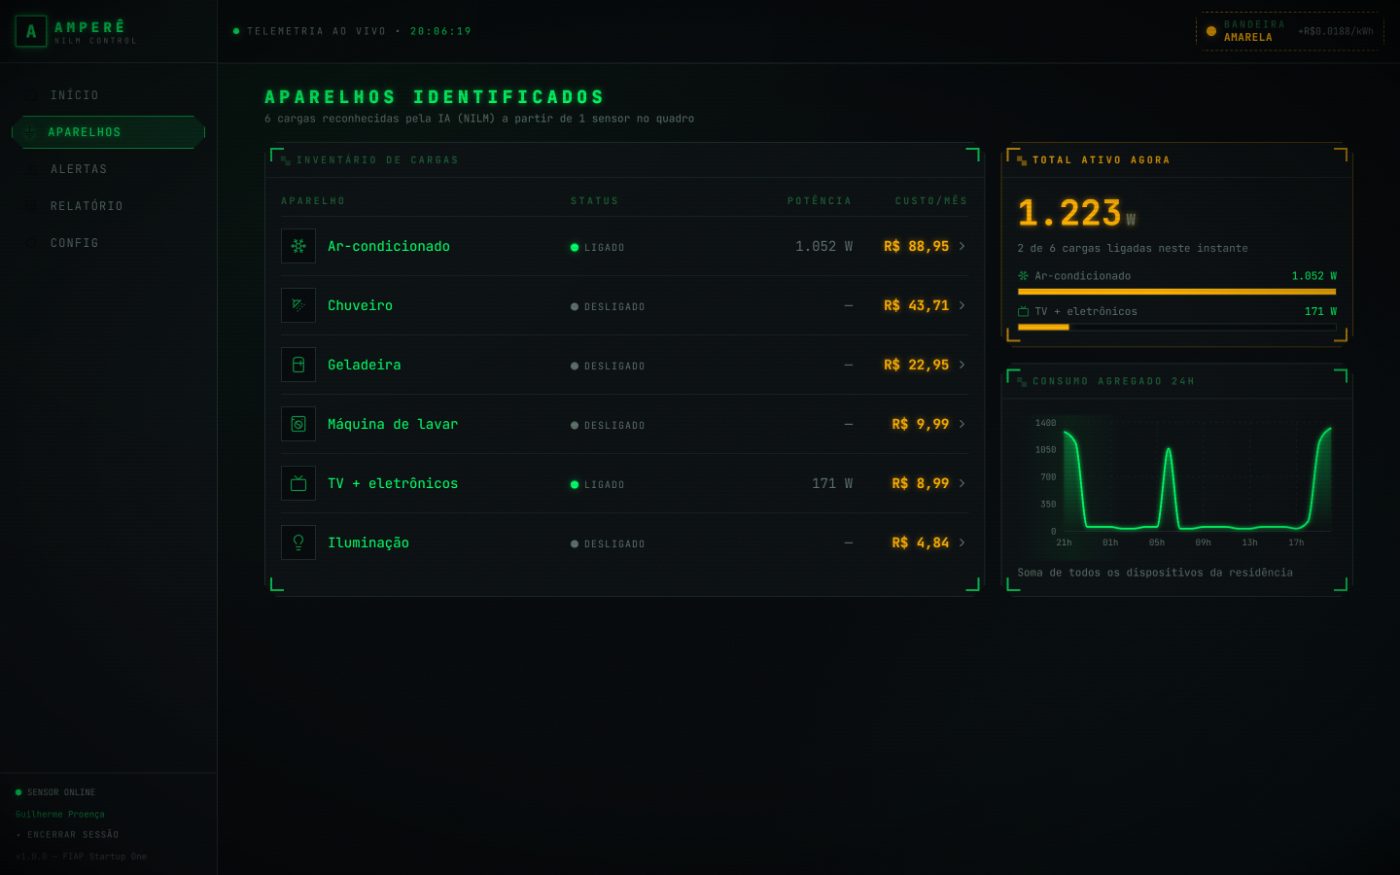 A
AMPERÊ
NILM CONTROL
INÍCIO
APARELHOS
ALERTAS
RELATÓRIO
CONFIG
SENSOR ONLINE
Guilherme Proença
ENCERRAR SESSÃO
v1.0.0 — FIAP Startup One
TELEMETRIA AO VIVO • 20:06:19
BANDEIRA
AMARELA
+R$0.0188/kWh
APARELHOS IDENTIFICADOS
6 cargas reconhecidas pela IA (NILM) a partir de 1 sensor no quadro
INVENTÁRIO DE CARGAS
APARELHO STATUS POTÊNCIA CUSTO/MÊS
Ar-condicionado LIGADO 1.052 W R$ 88,95 >
Chuveiro DESLIGADO — R$ 43,71 >
Geladeira DESLIGADO — R$ 22,95 >
Máquina de lavar DESLIGADO — R$ 9,99 >
TV + eletrônicos LIGADO 171 W R$ 8,99 >
Iluminação DESLIGADO — R$ 4,84 >
TOTAL ATIVO AGORA
1.223 W
2 de 6 cargas ligadas neste instante
Ar-condicionado 1.052 W
TV + eletrônicos 171 W
CONSUMO AGREGADO 24H
1400
1050
700
350
0
21h 01h 05h 09h 13h 17h
Soma de todos os dispositivos da residência